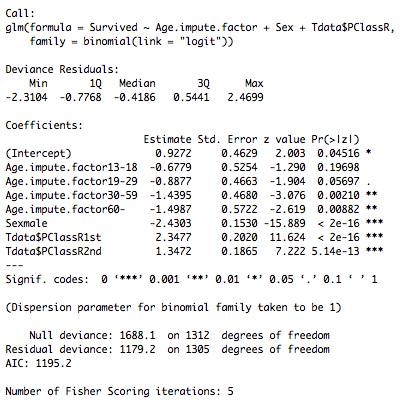 Call:
glm(formula = Survived ~ Age.impute.factor + Sex + Tdata$PClassR,
    family = binomial(link = "logit"))
Deviance Residuals:
    Min       1Q   Median       3Q      Max
-2.3104  -0.7768  -0.4186   0.5441   2.4699
Coefficients:
                       Estimate Std. Error z value Pr(>|z|)
(Intercept)              0.9272     0.4629   2.003  0.04516 *
Age.impute.factor13-18  -0.6779     0.5254  -1.290  0.19698
Age.impute.factor19-29  -0.8877     0.4663  -1.904  0.05697 .
Age.impute.factor30-59  -1.4395     0.4680  -3.076  0.00210 **
Age.impute.factor60-    -1.4987     0.5722  -2.619  0.00882 **
Sexmale                 -2.4303     0.1530 -15.889  < 2e-16 ***
Tdata$PClassR1st         2.3477     0.2020  11.624  < 2e-16 ***
Tdata$PClassR2nd         1.3472     0.1865   7.222 5.14e-13 ***
---
Signif. codes:  0 ‘***’ 0.001 ‘**’ 0.01 ‘*’ 0.05 ‘.’ 0.1 ‘ ’ 1
(Dispersion parameter for binomial family taken to be 1)
    Null deviance: 1688.1  on 1312  degrees of freedom
Residual deviance: 1179.2  on 1305  degrees of freedom
AIC: 1195.2
Number of Fisher Scoring iterations: 5